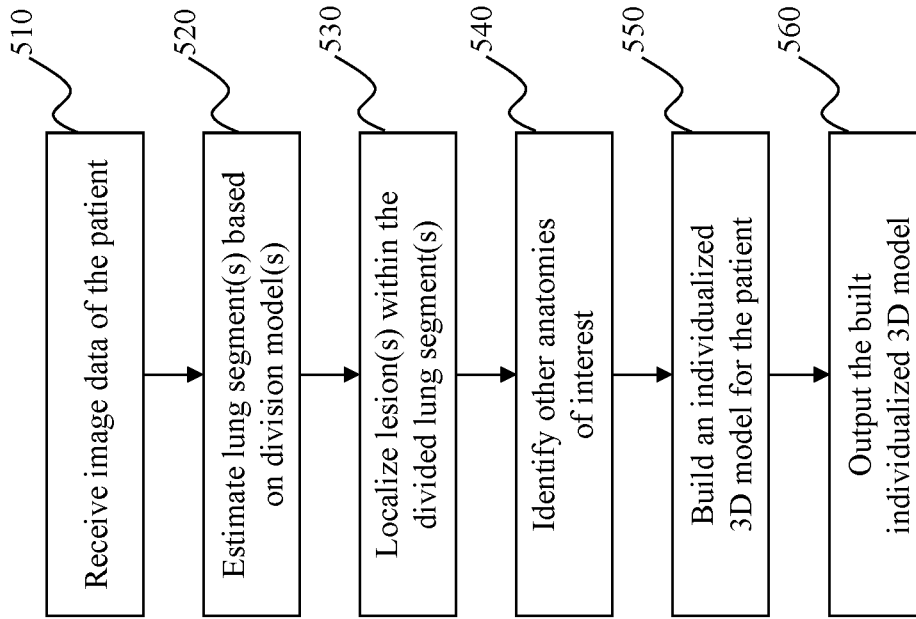 510
Receive image data of the patient
520
Estimate lung segment(s) based
on division model(s)
530
Localize lesion(s) within the
divided lung segment(s)
540
Identify other anatomies
of interest
550
Build an individualized
3D model for the patient
560
Output the built
individualized 3D model